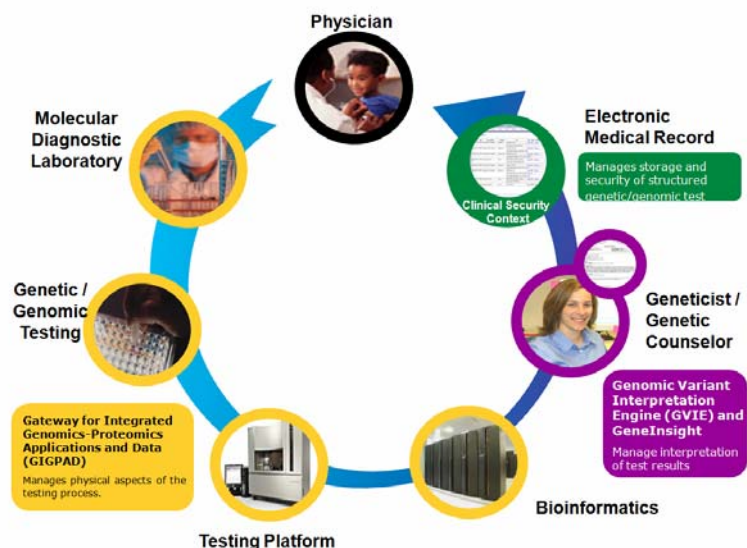 Physician
Molecular
Diagnostic
Laboratory
Electronic
Medical Record
Manages storage and
security of structured
genetic/genomic test
Clinical Security
Context
Genetic /
Genomic
Testing
Geneticist /
Genetic
Counselor
Genomic Variant
Interpretation
Engine (GVIE) and
GeneInsight
Manage interpretation
of test results
Gateway for Integrated
Genomics-Proteomics
Applications and Data
(GIGPAD)
Manages physical aspects of the
testing process.
Testing Platform
Bioinformatics